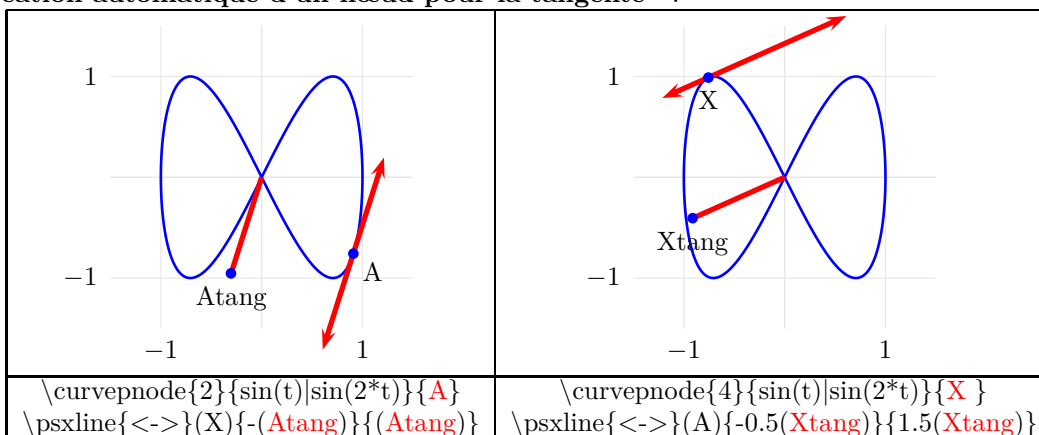 cation automatique d'un nœud pour la tangente
1
−1
−1
1
Atang
A
1
−1
−1
1
X
Xtang
\curvepnode{2}{sin(t)|sin(2*t)}{A}
\psxline{<->}(X){-(Atang)}{(Atang)}
\curvepnode{4}{sin(t)|sin(2*t)}{X }
\psxline{<->}(A){-0.5(Xtang)}{1.5(Xtang)}